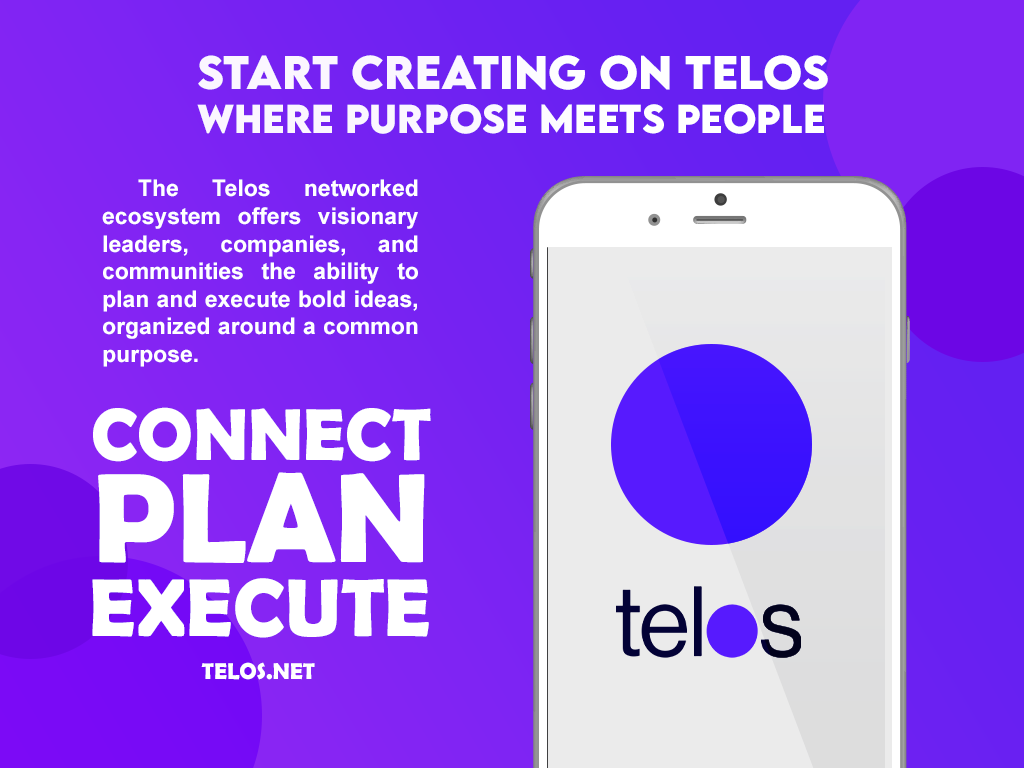 START CREATING ON TELOS
WHERE PURPOSE MEETS PEOPLE
The Telos networked
ecosystem offers visionary
leaders, companies, and
communities the ability to
plan and execute bold ideas,
organized around a common
purpose.
CONNECT
PLAN
EXECUTE
TELOS.NET
telos